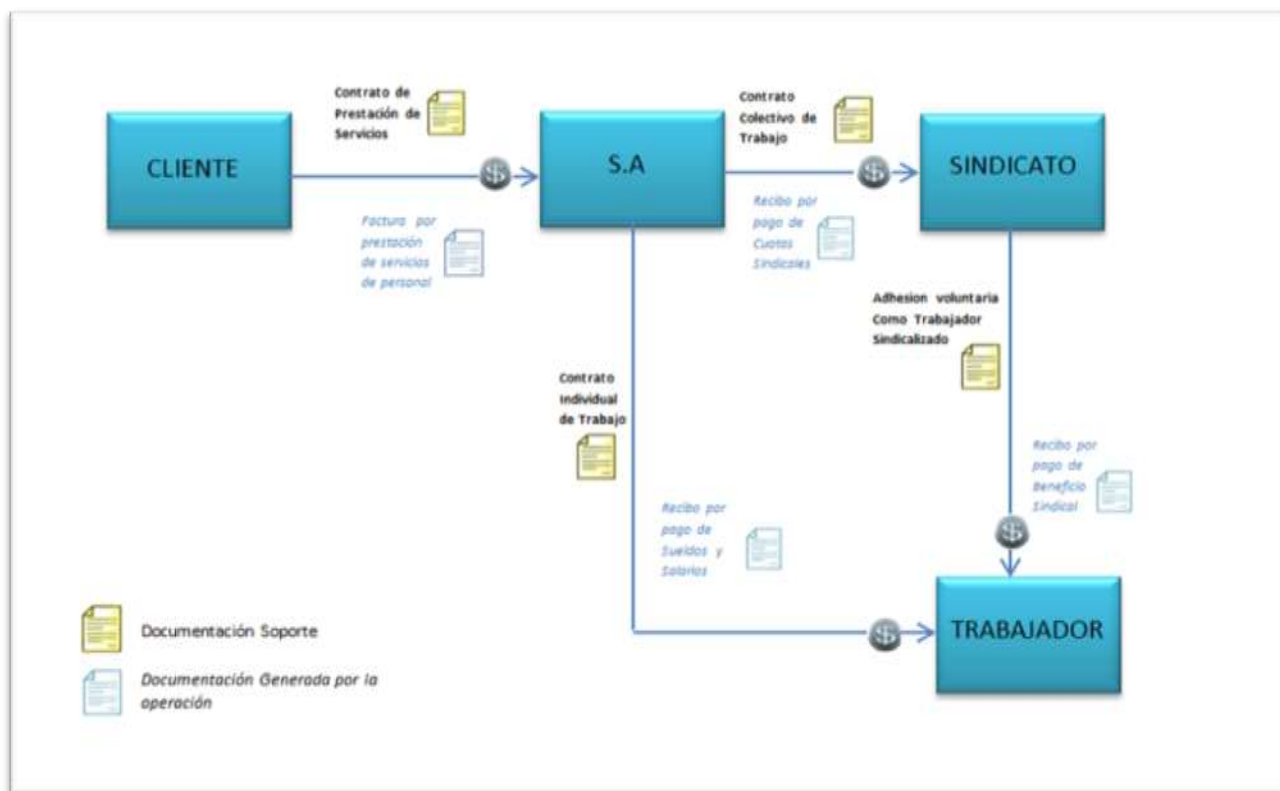 Contrato de
Prestación de
Servicios
Contrato
Colectivo de
Trabajo
CLIENTE
S.A
SINDICATO
Factura por
prestación
de servicios
de personal
Recibo por
pago de
Cuotas
Sindicales
Adhesion voluntaria
Como Trabajador
Sindicalizado
Contrato
Individual
de Trabajo
Recibo por
pago de
Beneficio
Sindical
Recibo por
pago de
Sueldos y
Salarios
TRABAJADOR
Documentación Soporte
Documentación Generada por la
operación